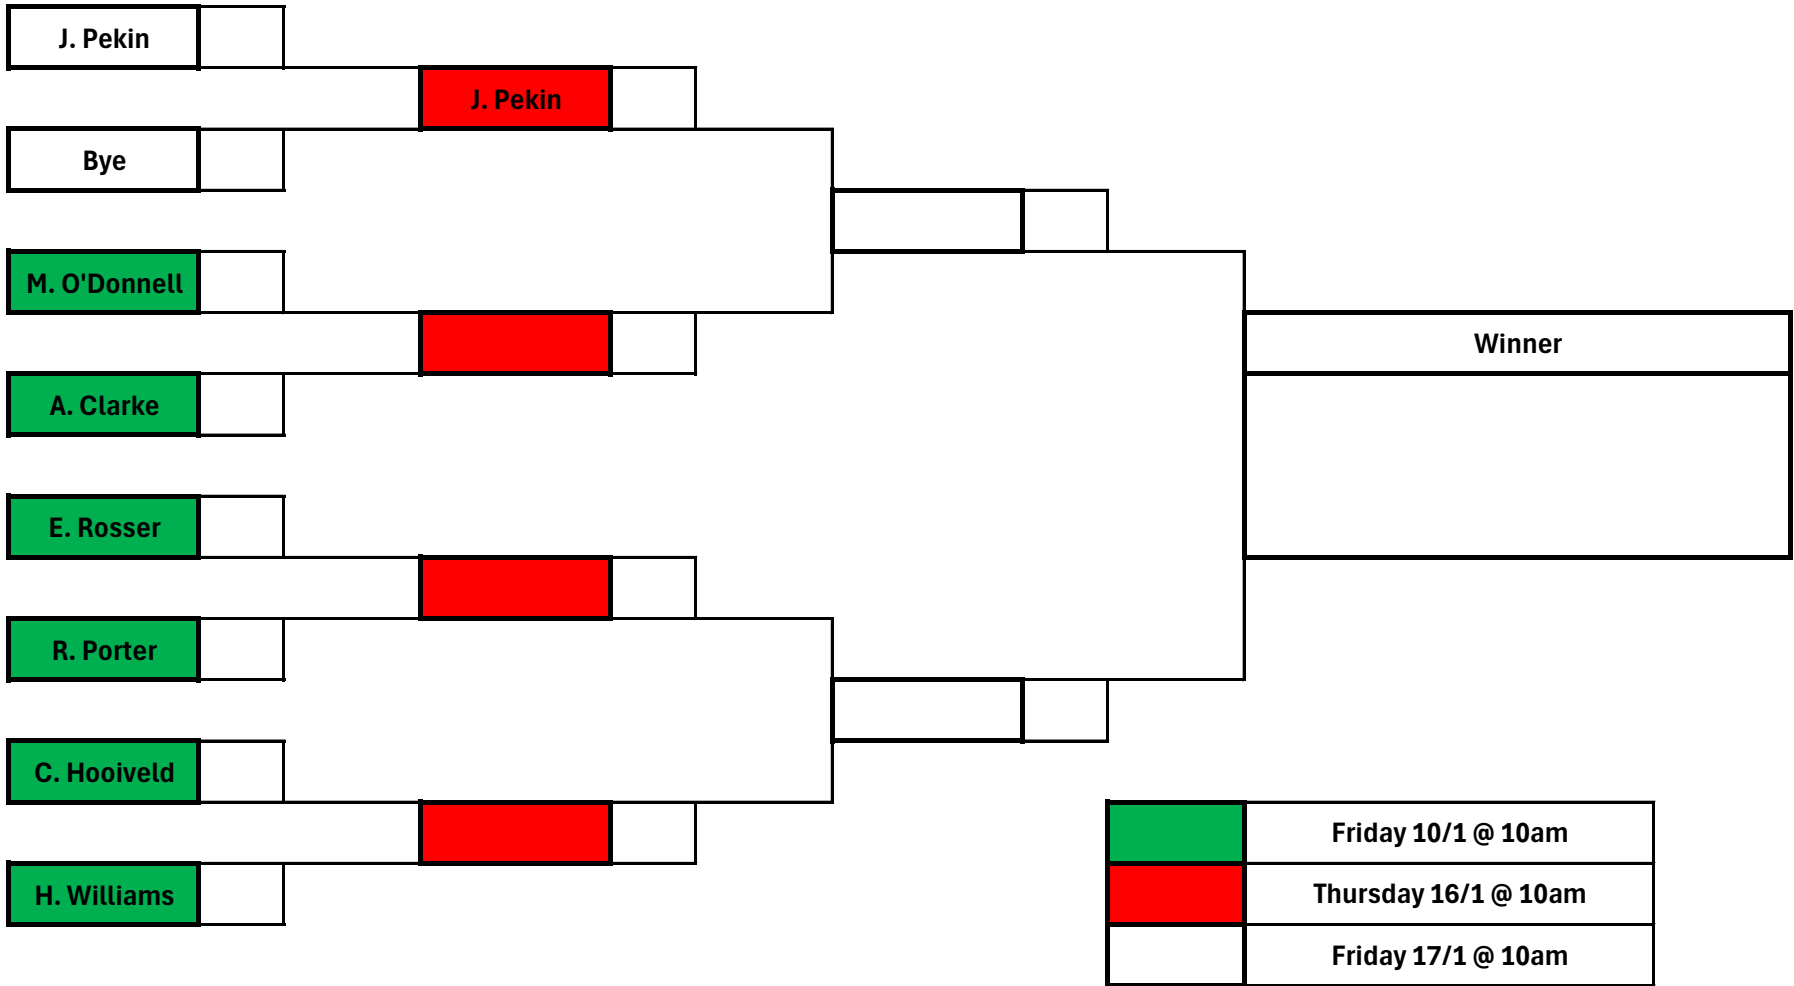 J. Pekin
J. Pekin
Bye
M. O'Donnell
Winner
A. Clarke
E. Rosser
R. Porter
C. Hooiveld
H. Williams
Friday 10/1 @ 10am
Thursday 16/1 @ 10am
Friday 17/1 @ 10am